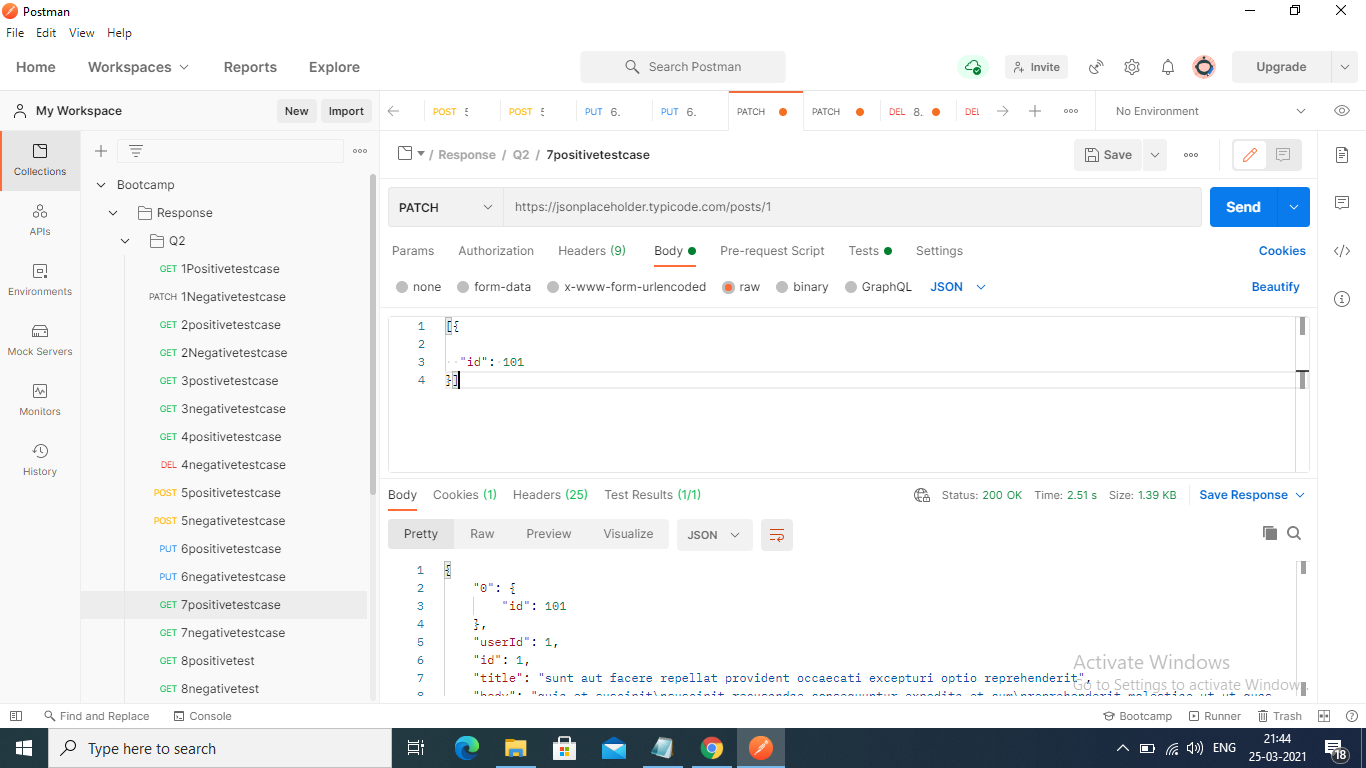 Postman
File Edit View Help
Home Workspaces Reports Explore Search Postman Invite Upgrade
My Workspace New Import POST POST PUT 6. PUT 6. PATCH PATCH DEL 8. DEL No Environment
Collections
APIs
Environments
Mock Servers
Monitors
History
Bootcamp
Response
Q2
GET 1Positivetestcase
PATCH 1Negativetestcase
GET 2positivetestcase
GET 2Negativetestcase
GET 3postivetestcase
GET 3negativetestcase
GET 4positivetestcase
DEL 4negativetestcase
POST 5positivetestcase
POST 5negativetestcase
PUT 6positivetestcase
PUT 6negativetestcase
GET 7positivetestcase
GET 7negativetestcase
GET 8positivetest
GET 8negativetest
/ Response / Q2 / 7positivetestcase Save
PATCH https://jsonplaceholder.typicode.com/posts/1 Send
Params Authorization Headers (9) Body Pre-request Script Tests Settings Cookies
none form-data x-www-form-urlencoded raw binary GraphQL JSON Beautify
1 [{
2
3 "id": 101
4 }]
Body Cookies (1) Headers (25) Test Results (1/1) Status: 200 OK Time: 2.51 s Size: 1.39 KB Save Response
Pretty Raw Preview Visualize JSON
1 {
2 "0": {
3 "id": 101
4 },
5 "userId": 1,
6 "id": 1,
7 "title": "sunt aut facere repellat provident occaecati excepturi optio reprehenderit",
Activate Windows
Go to Settings to activate Windows.
Find and Replace Console Bootcamp Runner Trash
Type here to search ENG 21:44
25-03-2021 18